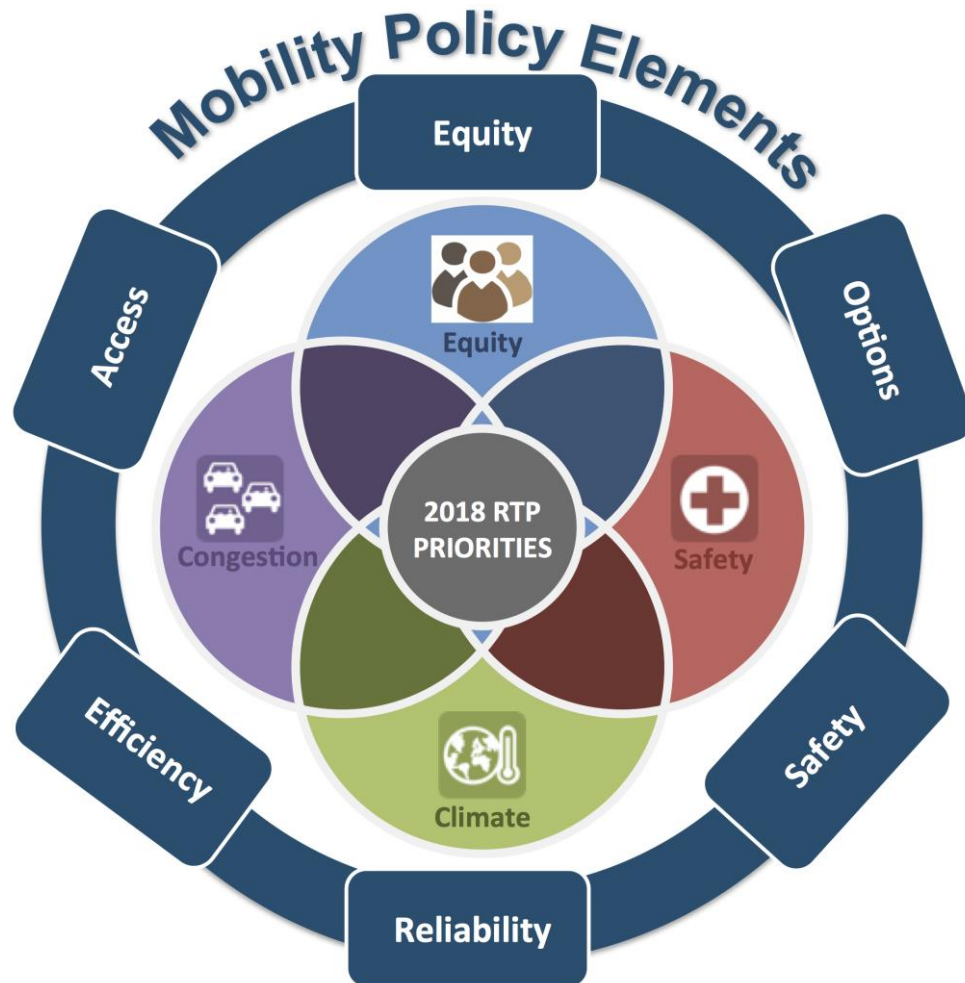 Mobility Policy Elements
Equity
Access
Options
Equity
Congestion
2018 RTP
PRIORITIES
Safety
Climate
Efficiency
Safety
Reliability